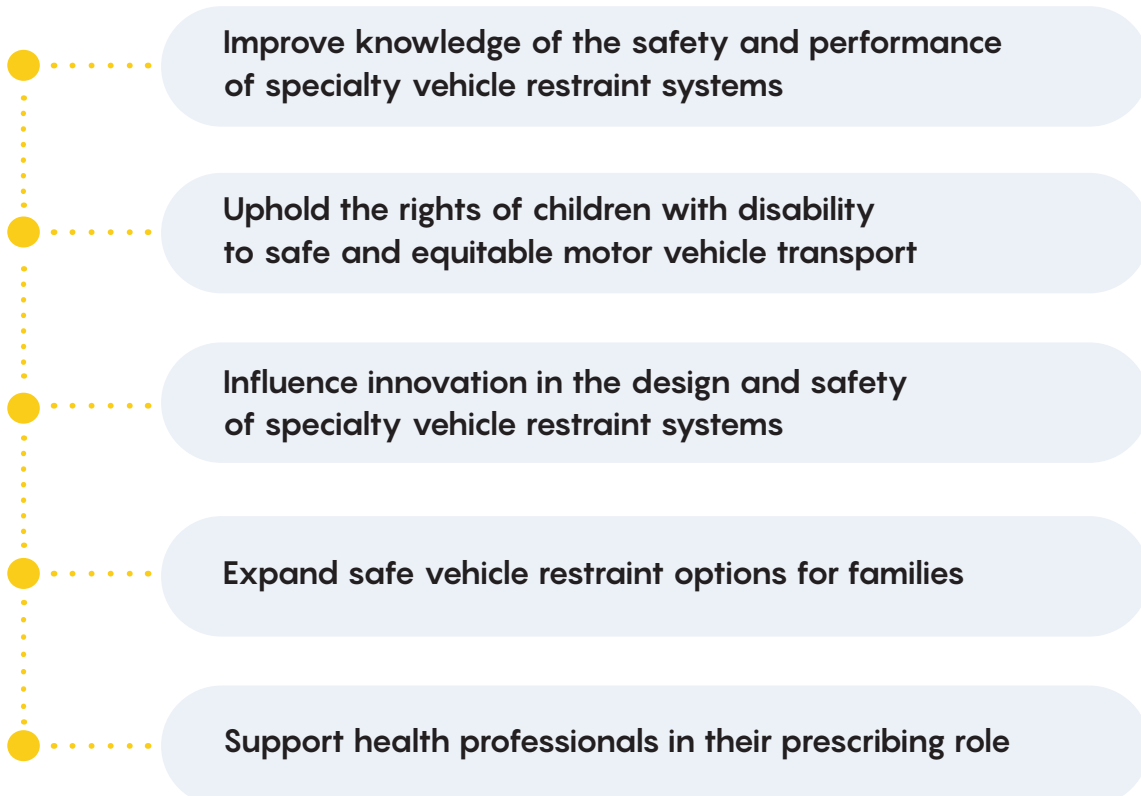 Improve knowledge of the safety and performance
of specialty vehicle restraint systems
Uphold the rights of children with disability
to safe and equitable motor vehicle transport
Influence innovation in the design and safety
of specialty vehicle restraint systems
Expand safe vehicle restraint options for families
Support health professionals in their prescribing role